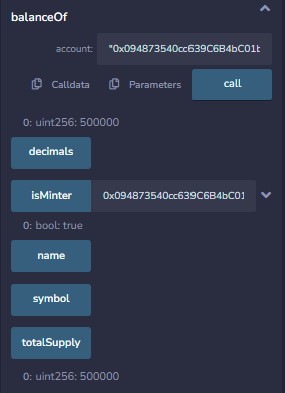 balanceOf
account: "0x094873540cc639C6B4bC01b
Calldata Parameters call
0: uint256: 500000
decimals
isMinter 0x094873540cc639C6B4bC01
0: bool: true
name
symbol
totalSupply
0: uint256: 500000